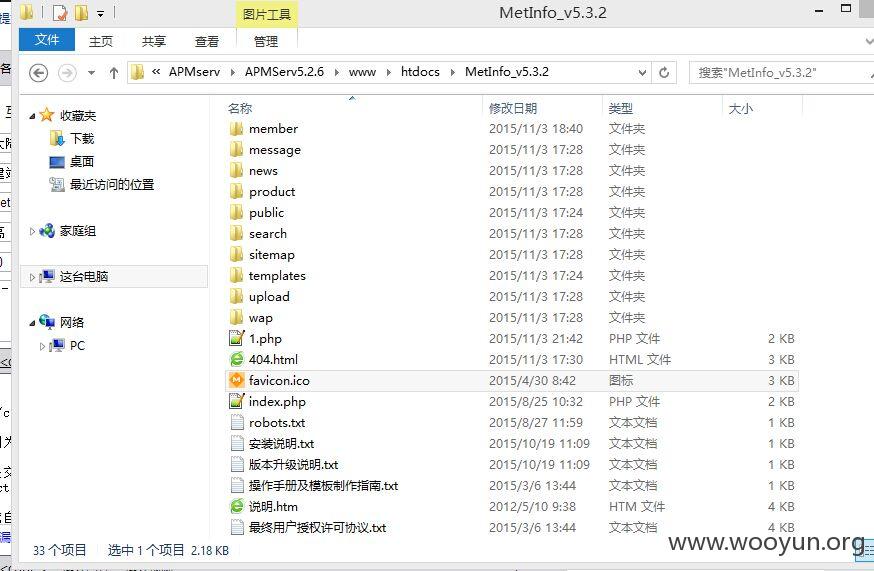 图片工具
MetInfo_v5.3.2
文件 主页 共享 查看 管理
« APMserv APMServ5.2.6 www htdocs MetInfo_v5.3.2 搜索"MetInfo_v5.3.2"
收藏夹
下载
桌面
最近访问的位置
家庭组
这台电脑
网络
PC
名称 修改日期 类型 大小
member 2015/11/3 18:40 文件夹
message 2015/11/3 17:28 文件夹
news 2015/11/3 17:28 文件夹
product 2015/11/3 17:28 文件夹
public 2015/11/3 17:24 文件夹
search 2015/11/3 17:28 文件夹
sitemap 2015/11/3 17:28 文件夹
templates 2015/11/3 17:24 文件夹
upload 2015/11/3 17:28 文件夹
wap 2015/11/3 17:28 文件夹
1.php 2015/11/3 21:42 PHP 文件 2 KB
404.html 2015/11/3 17:30 HTML 文件 3 KB
favicon.ico 2015/4/30 8:42 图标 3 KB
index.php 2015/8/25 10:32 PHP 文件 2 KB
robots.txt 2015/8/27 11:59 文本文档 1 KB
安装说明.txt 2015/10/19 11:09 文本文档 1 KB
版本升级说明.txt 2015/10/19 11:09 文本文档 1 KB
操作手册及模板制作指南.txt 2015/3/6 13:44 文本文档 1 KB
说明.htm 2012/5/10 9:38 HTM 文件 4 KB
最终用户授权许可协议.txt 2015/3/6 13:44 文本文档 4 KB
33 个项目 选中 1 个项目 2.18 KB
www.wooyun.org